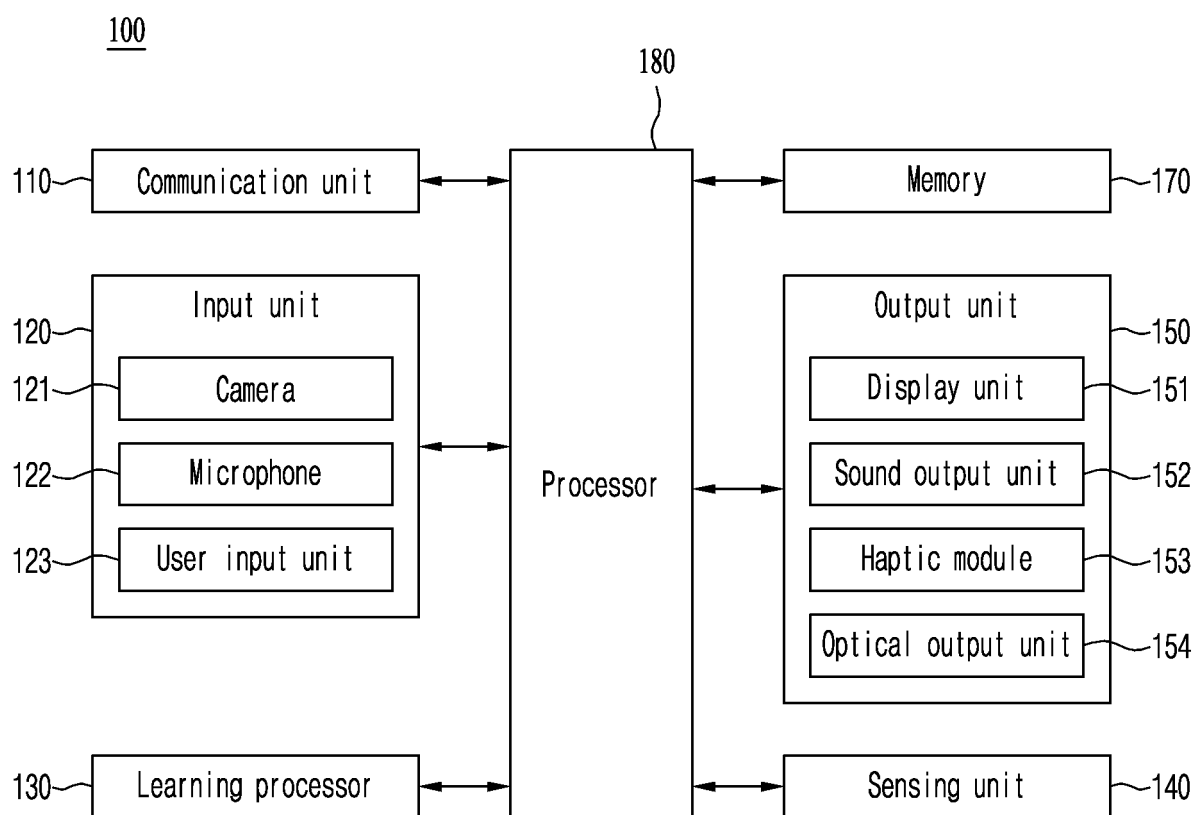 100
180
110 Communication unit
Memory 170
Input unit
120
Output unit
150
121 Camera
Display unit 151
122 Microphone
Sound output unit 152
Processor
123 User input unit
Haptic module 153
Optical output unit 154
130 Learning processor
Sensing unit 140